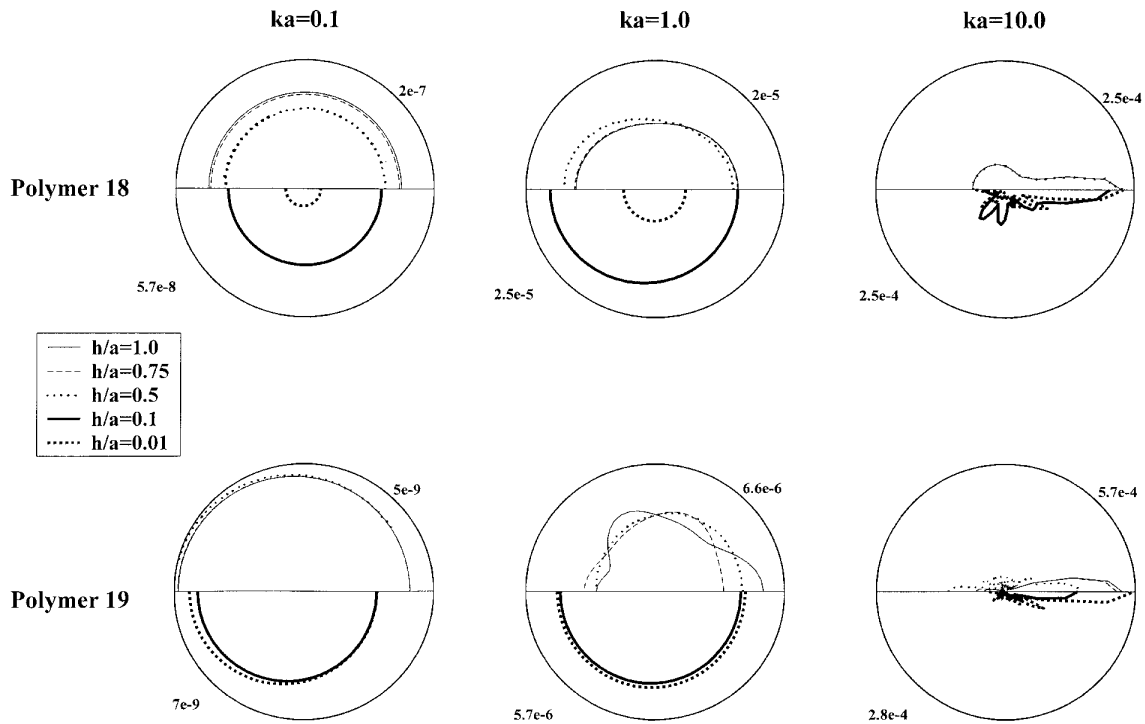 ka=0.1
ka=1.0
ka=10.0
2e-7
2e-5
2.5e-4
Polymer 18
5.7e-8
2.5e-5
2.5e-4
h/a=1.0
h/a=0.75
h/a=0.5
h/a=0.1
h/a=0.01
5e-9
6.6e-6
5.7e-4
Polymer 19
7e-9
5.7e-6
2.8e-4